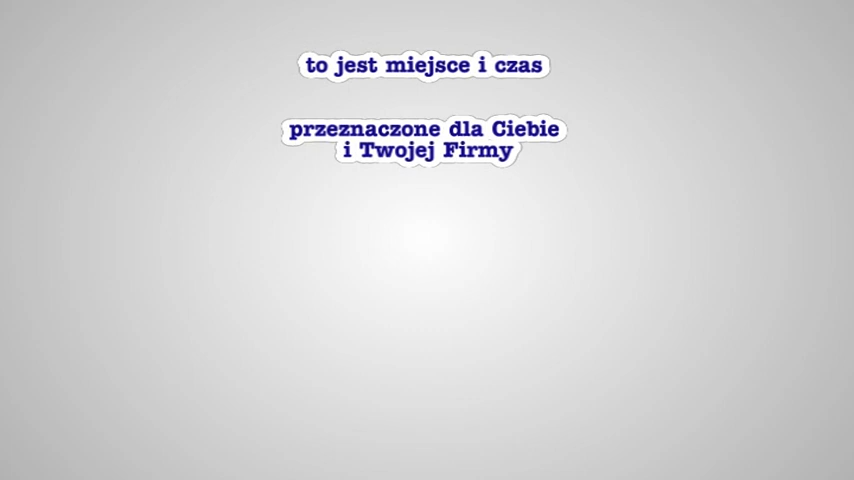 to jest miejsce i czas
przeznaczone dla Ciebie
i Twojej Firmy